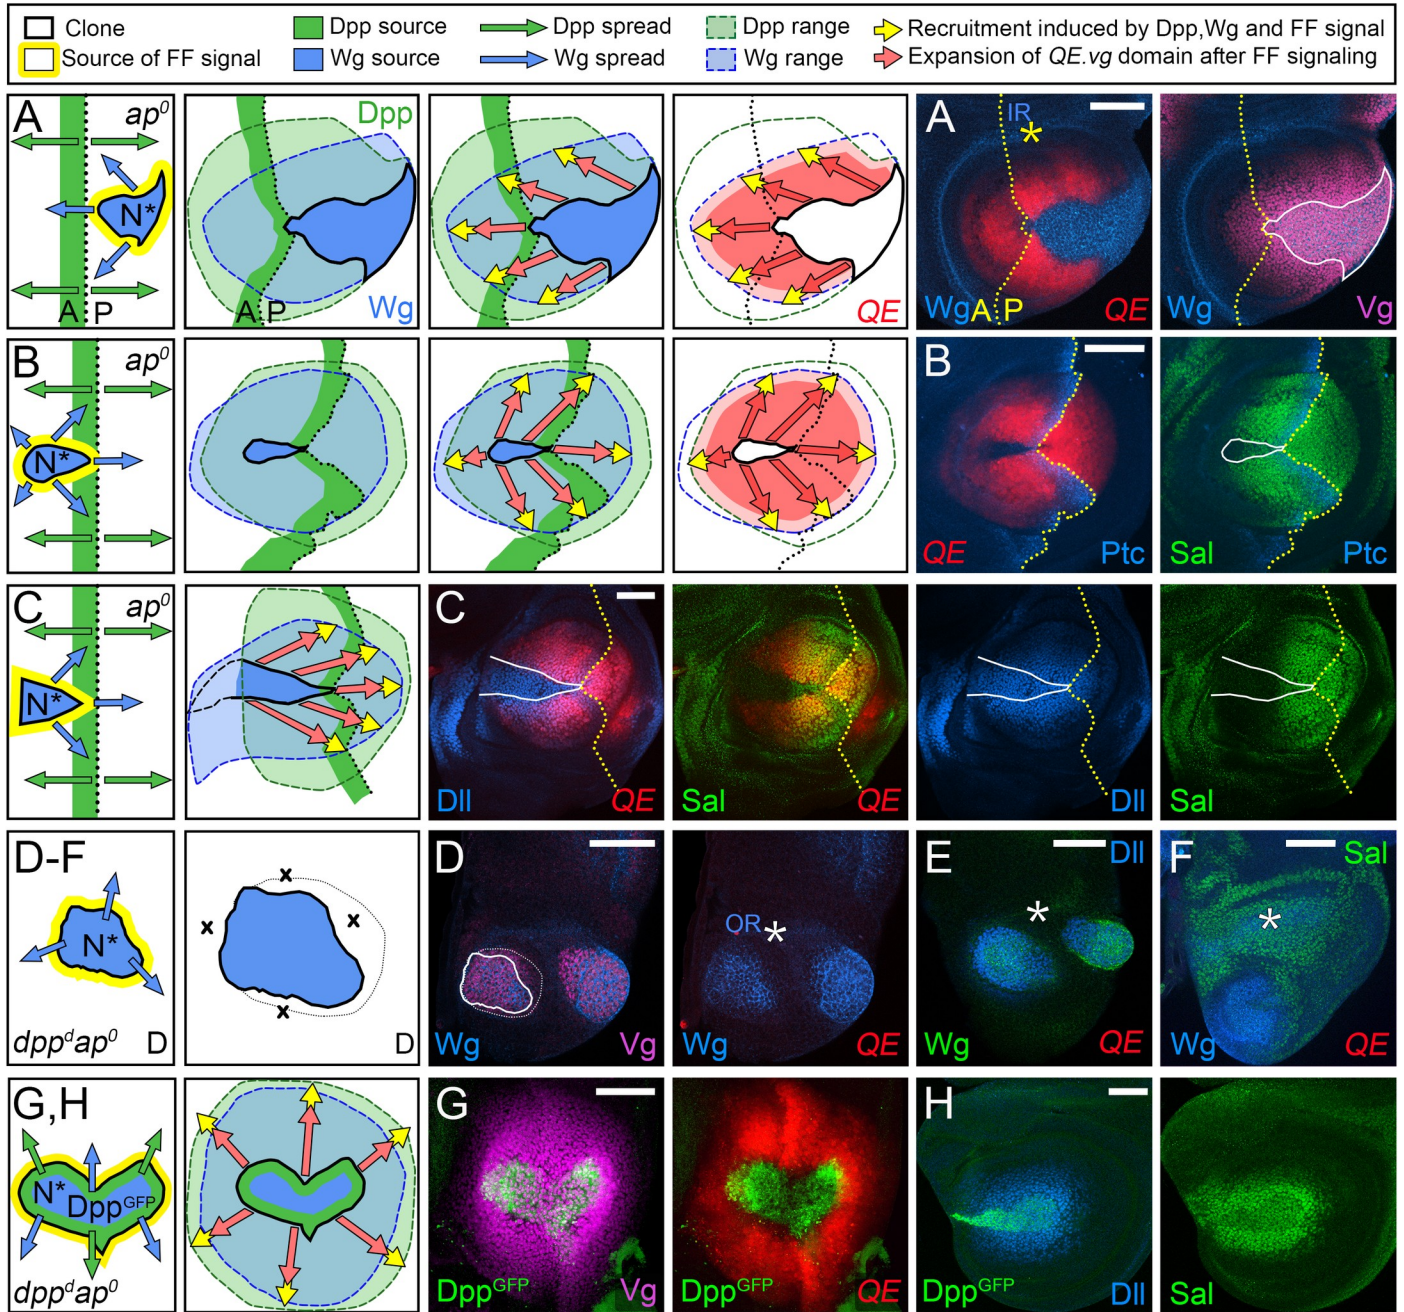 Clone
Source of FF signal
Dpp source
Wg source
Dpp spread
Wg spread
Dpp range
Wg range
Recruitment induced by Dpp,Wg and FF signal
Expansion of QE.vg domain after FF signaling
A
ap⁰
N*
A P
Dpp
A P
Wg
QE
A
IR
*
Wg
A P
QE
Wg
Vg
B
ap⁰
N*
B
QE
Ptc
Sal
Ptc
C
ap⁰
N*
C
Dll
QE
Sal
QE
Dll
Sal
D-F
N*
dppᵈap⁰
D
x
x
x
x
D
D
Wg
Vg
OR
*
Wg
QE
E
Dll
*
Wg
QE
F
Sal
*
Wg
QE
G,H
N*
Dppᴳᶠᴾ
dppᵈap⁰
G
Dppᴳᶠᴾ
Vg
Dppᴳᶠᴾ
QE
H
Dppᴳᶠᴾ
Dll
Sal